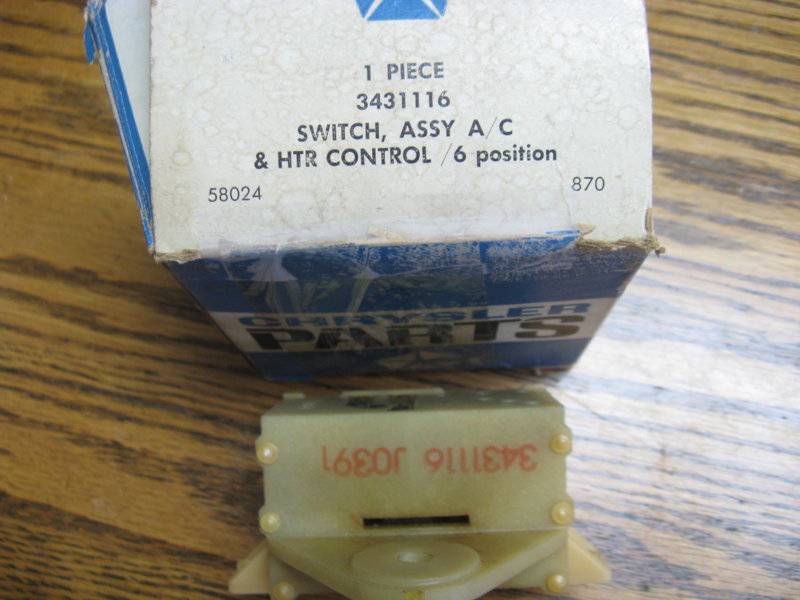 1 PIECE
3431116
SWITCH, ASSY A/C
& HTR CONTROL /6 position
58024 870
CHRYSLER
PARTS
3431116 J0391